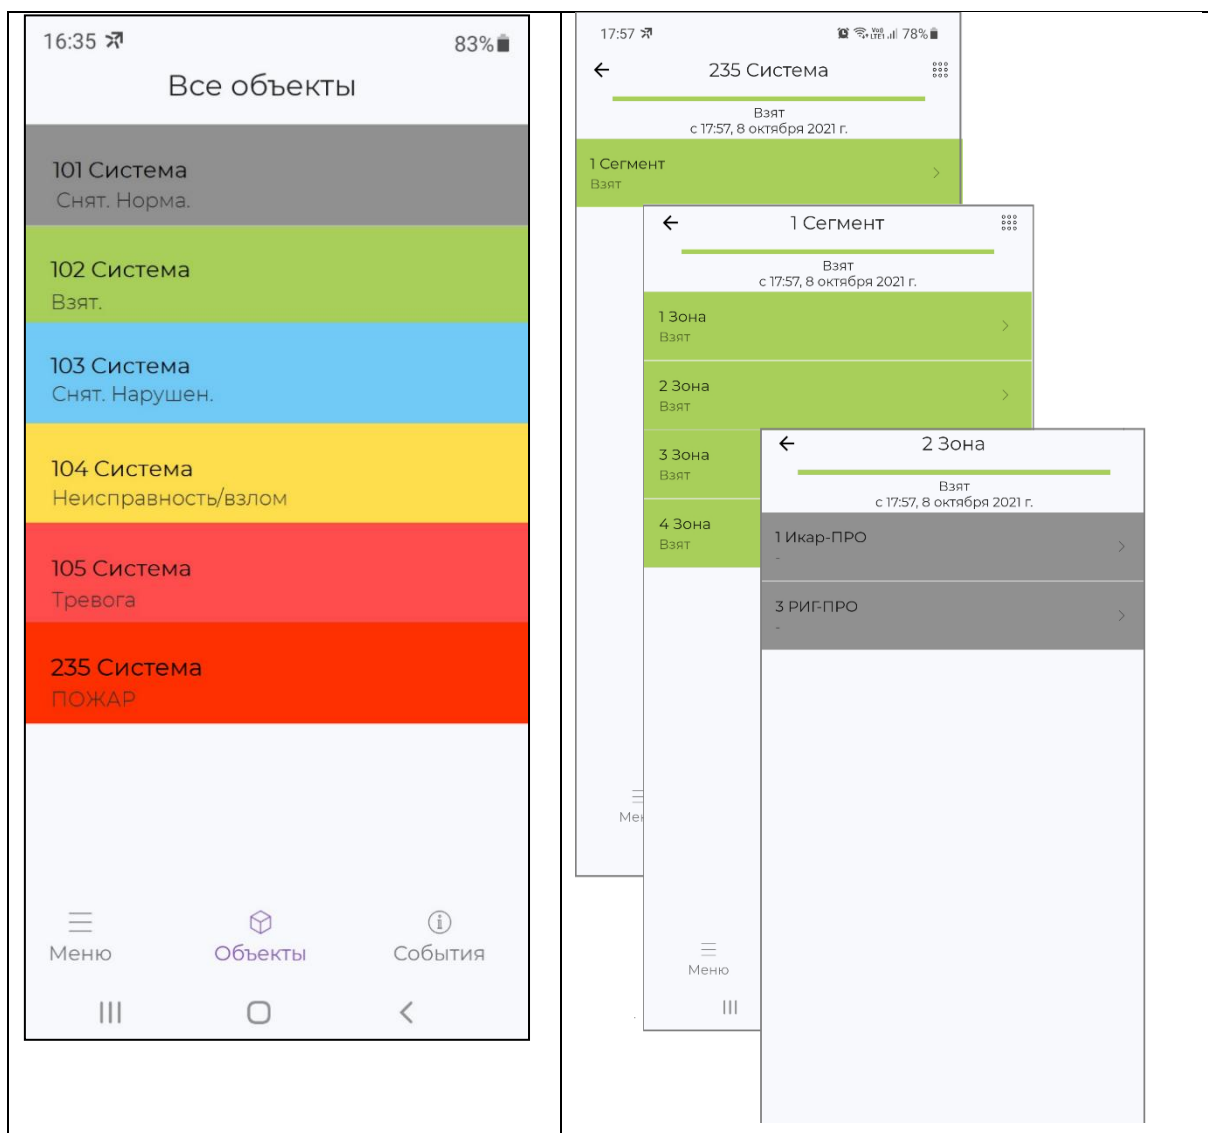 16:35
83%
Все объекты
101 Система
Снят. Норма.
102 Система
Взят.
103 Система
Снят. Нарушен.
104 Система
Неисправность/взлом
105 Система
Тревога
235 Система
ПОЖАР
Меню
Объекты
События
17:57
78%
235 Система
Взят
с 17:57, 8 октября 2021 г.
1 Сегмент
Взят
1 Сегмент
Взят
с 17:57, 8 октября 2021 г.
1 Зона
Взят
2 Зона
Взят
3 Зона
Взят
4 Зона
Взят
Меню
2 Зона
Взят
с 17:57, 8 октября 2021 г.
1 Икар-ПРО
-
3 РИГ-ПРО
-